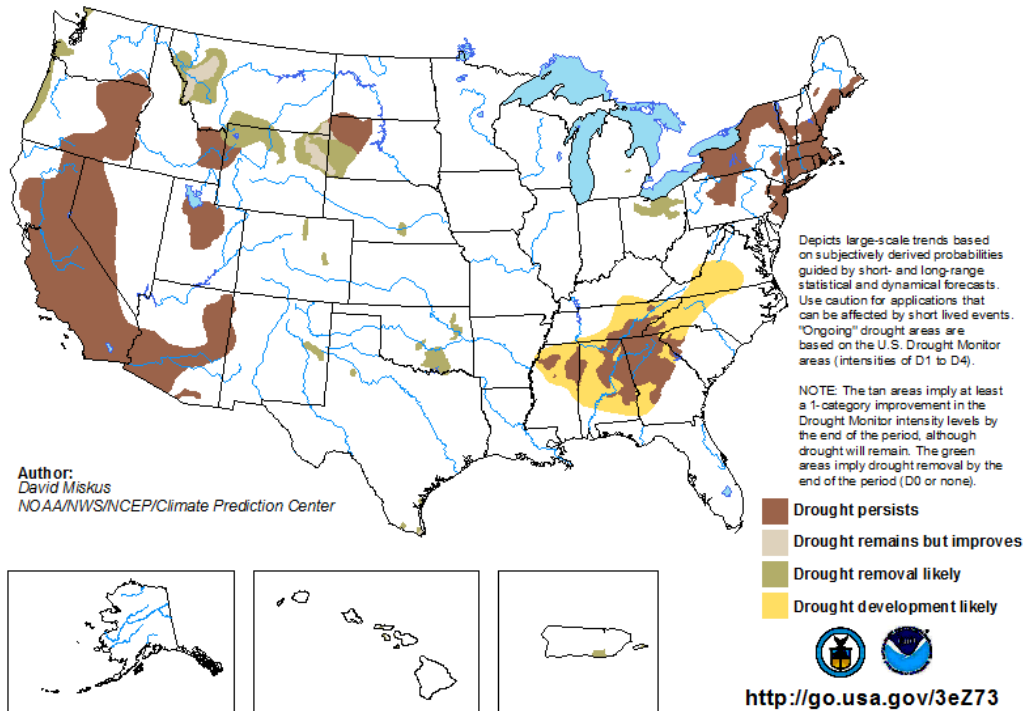 Depicts large-scale trends based
on subjectively derived probabilities
guided by short- and long-range
statistical and dynamical forecasts.
Use caution for applications that
can be affected by short lived events.
"Ongoing" drought areas are
based on the U.S. Drought Monitor
areas (intensities of D1 to D4).
NOTE: The tan areas imply at least
a 1-category improvement in the
Drought Monitor intensity levels by
the end of the period, although
drought will remain. The green
areas imply drought removal by the
end of the period (D0 or none).
Author:
David Miskus
NOAA/NWS/NCEP/Climate Prediction Center
Drought persists
Drought remains but improves
Drought removal likely
Drought development likely
http://go.usa.gov/3eZ73